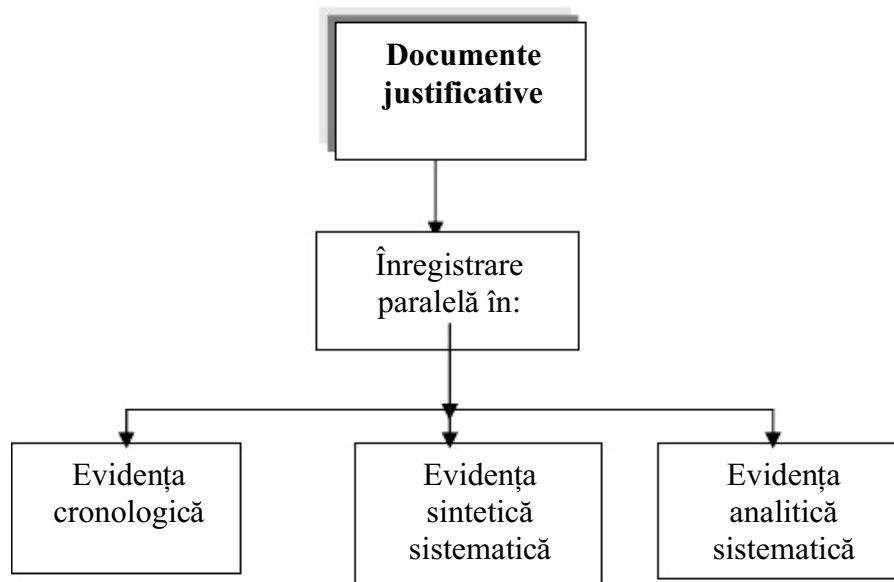 Documente
justificative
Înregistrare
paralelă în:
Evidența
cronologică
Evidența
sintetică
sistematică
Evidența
analitică
sistematică